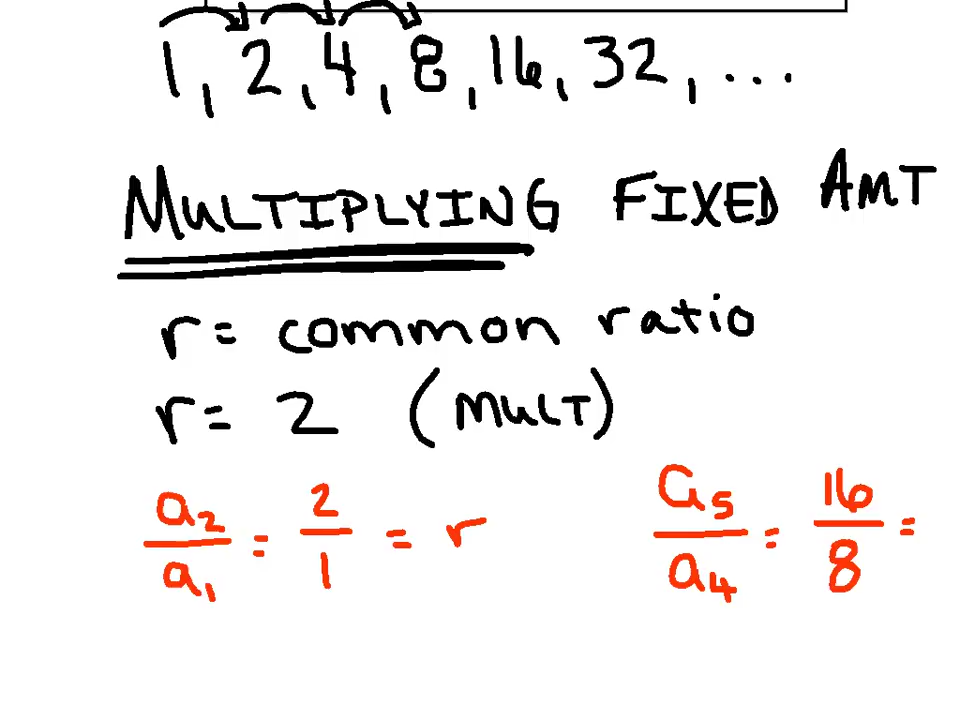 1, 2, 4, 8, 16, 32, ...
MULTIPLYING FIXED AMT
r = common ratio
r = 2 (MULT)
a₂/a₁ = 2/1 = r    a₅/a₄ = 16/8 =